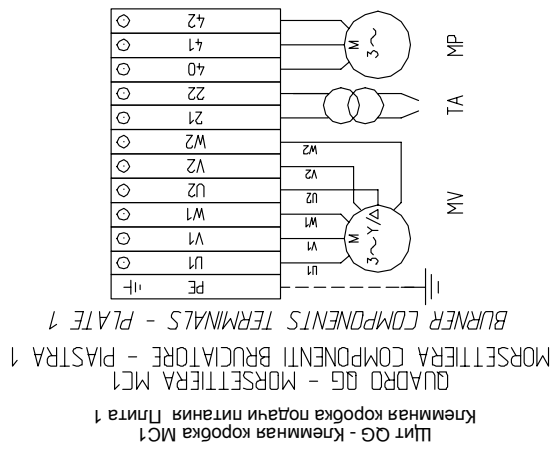 Щит QG - Клеммная коробка MC1
Клеммная коробка подачи питания Плита 1
QUADRO QG - MORSETTIERA MC1
MORSETTIERA COMPONENTI BRUCIATORE - PIASTRA 1
BURNER COMPONENTS TERMINALS - PLATE 1
PE
U1
U1
V1
V1
W1
W1
U2
U2
V2
V2
W2
W2
M
3~Y/Δ
MV
21
22
TA
40
41
42
M
3~
MP